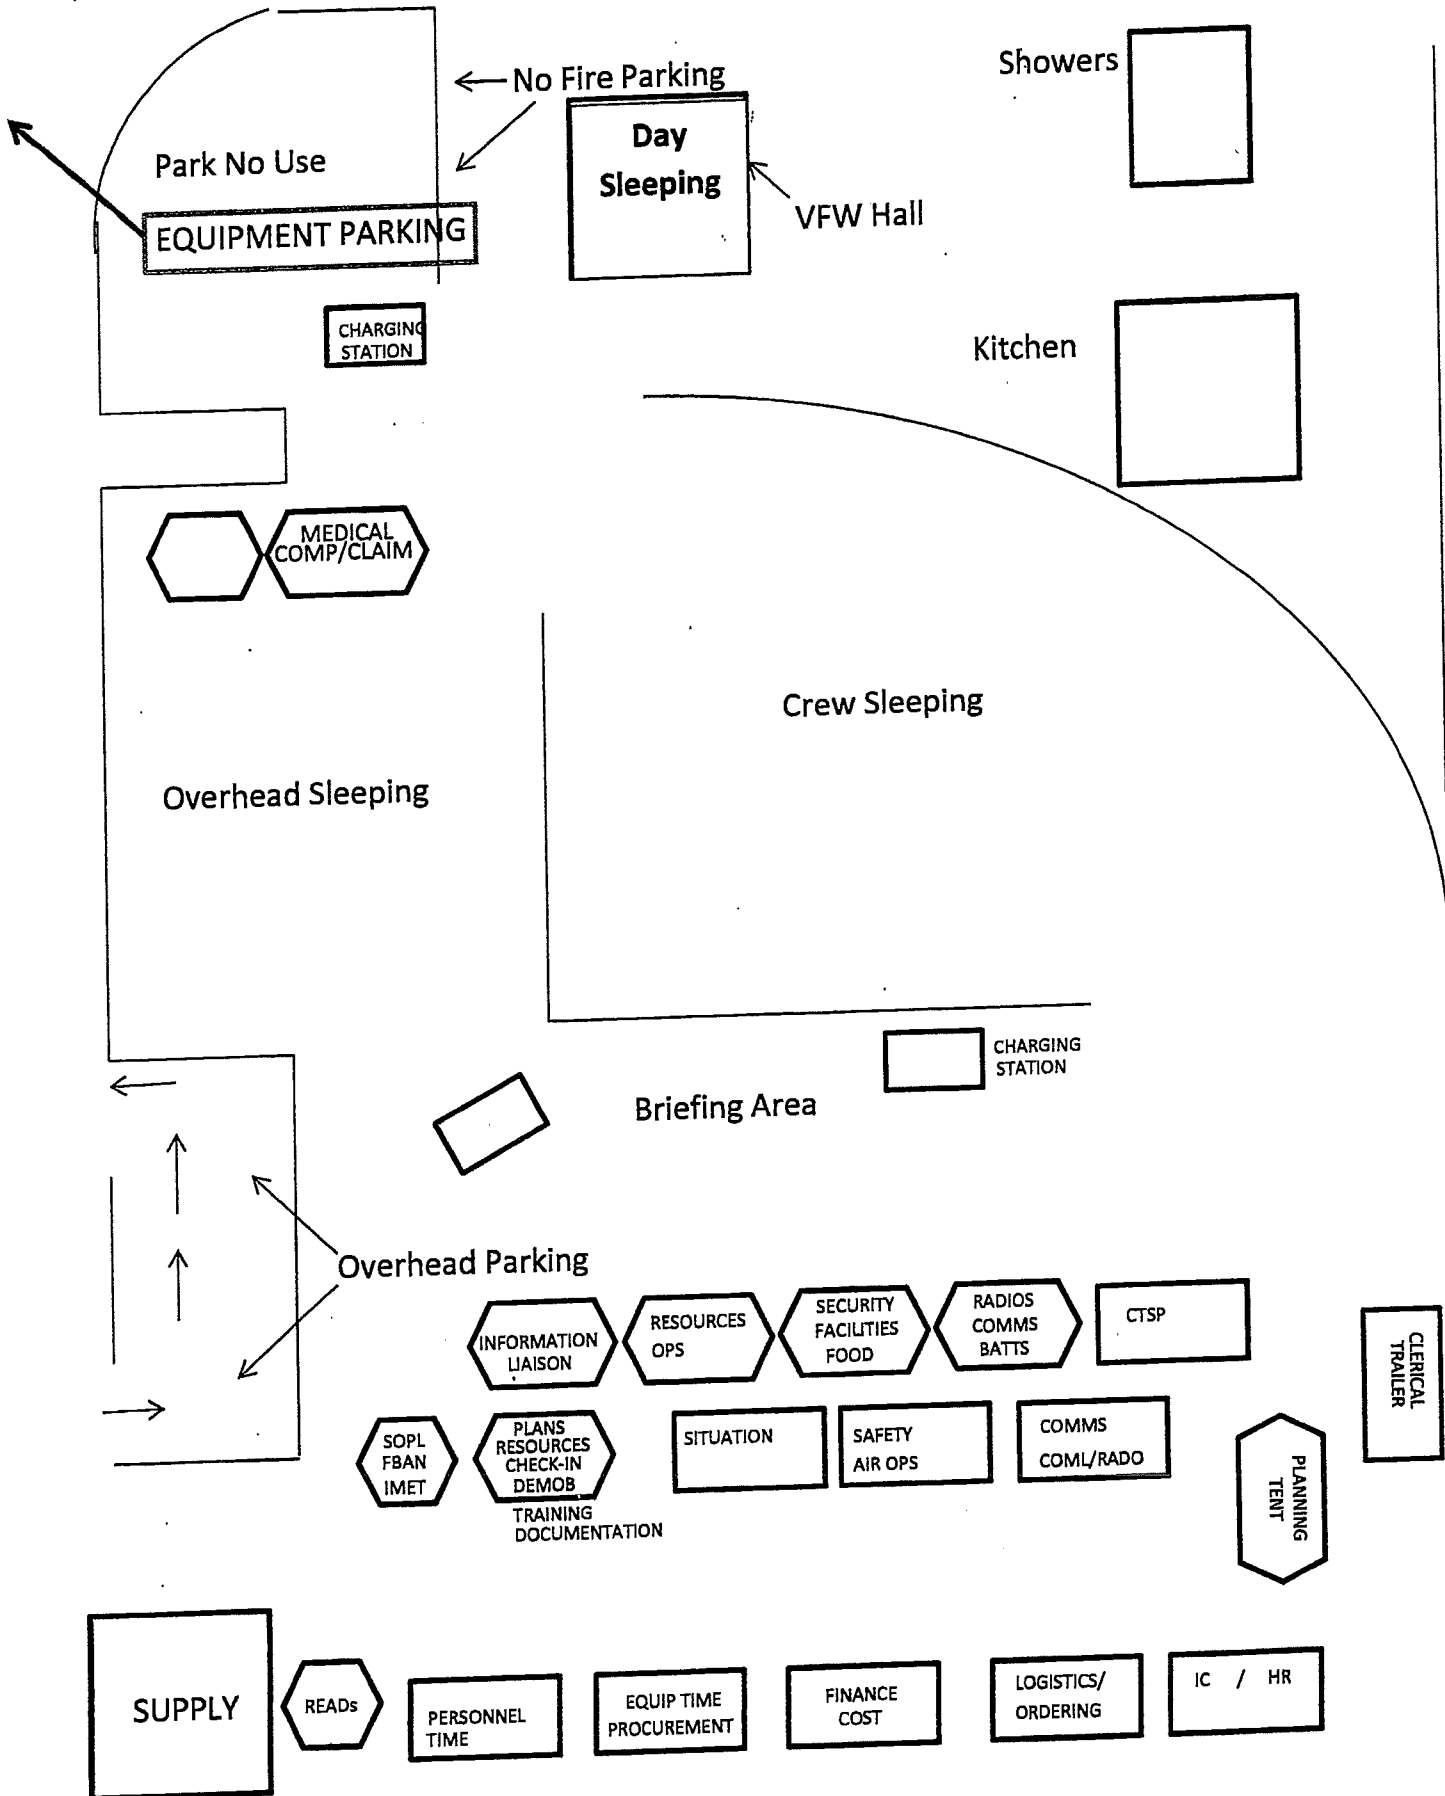 Showers
No Fire Parking
Day
Sleeping
Park No Use
VFW Hall
EQUIPMENT PARKING
CHARGING
STATION
Kitchen
MEDICAL
COMP/CLAIM
Crew Sleeping
Overhead Sleeping
CHARGING
STATION
Briefing Area
Overhead Parking
INFORMATION
LIAISON
RESOURCES
OPS
SECURITY
FACILITIES
FOOD
RADIOS
COMMS
BATTS
CTSP
CLERICAL
TRAILER
SOPL
FBAN
IMET
PLANS
RESOURCES
CHECK-IN
DEMOB
TRAINING
DOCUMENTATION
SITUATION
SAFETY
AIR OPS
COMMS
COML/RADO
PLANNING
TENT
SUPPLY
READs
PERSONNEL
TIME
EQUIP TIME
PROCUREMENT
FINANCE
COST
LOGISTICS/
ORDERING
IC / HR